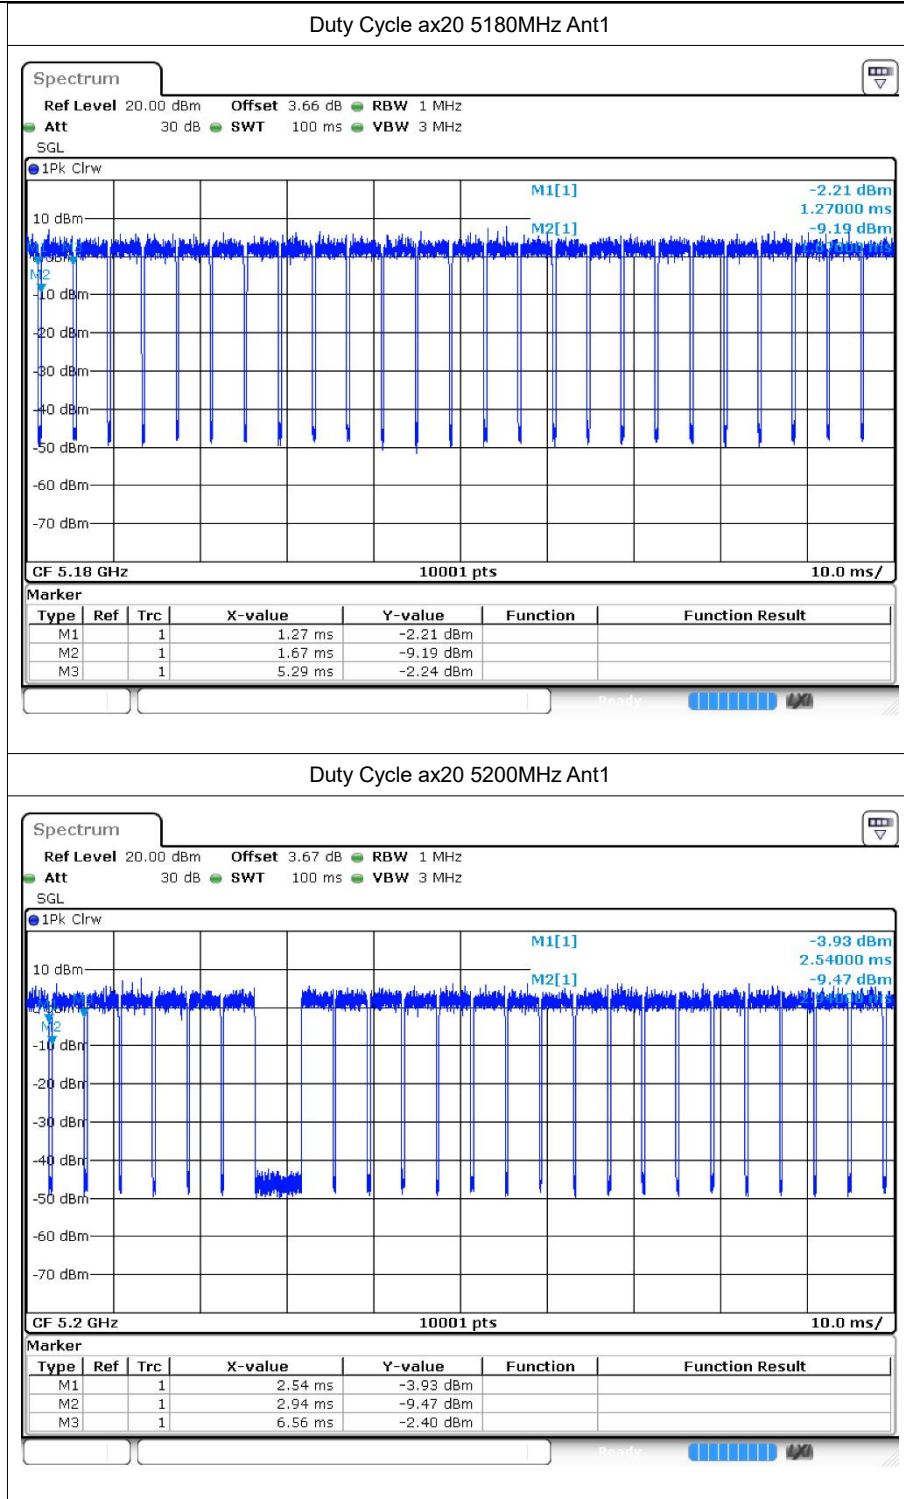 Duty Cycle ax20 5180MHz Ant1
Spectrum
Ref Level 20.00 dBm Offset 3.66 dB RBW 1 MHz
Att 30 dB SWT 100 ms VBW 3 MHz
SGL
1Pk Clrw
M1[1] -2.21 dBm
1.27000 ms
10 dBm
M2[1] -9.19 dBm
M2
-10 dBm
-20 dBm
-30 dBm
-40 dBm
-50 dBm
-60 dBm
-70 dBm
CF 5.18 GHz 10001 pts 10.0 ms/
Marker
Type Ref Trc X-value Y-value Function Function Result
M1 1 1.27 ms -2.21 dBm
M2 1 1.67 ms -9.19 dBm
M3 1 5.29 ms -2.24 dBm
Ready
LXI
Duty Cycle ax20 5200MHz Ant1
Spectrum
Ref Level 20.00 dBm Offset 3.67 dB RBW 1 MHz
Att 30 dB SWT 100 ms VBW 3 MHz
SGL
1Pk Clrw
M1[1] -3.93 dBm
2.54000 ms
10 dBm
M2[1] -9.47 dBm
M2
-10 dBm
-20 dBm
-30 dBm
-40 dBm
-50 dBm
-60 dBm
-70 dBm
CF 5.2 GHz 10001 pts 10.0 ms/
Marker
Type Ref Trc X-value Y-value Function Function Result
M1 1 2.54 ms -3.93 dBm
M2 1 2.94 ms -9.47 dBm
M3 1 6.56 ms -2.40 dBm
Ready
LXI